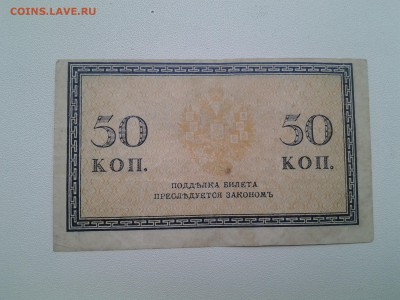 COINS.LAVE.RU
50 50
КОП. КОП.
ПОДДѢЛКА БИЛЕТА
ПРЕСЛѢДУЕТСЯ ЗАКОНОМЪ